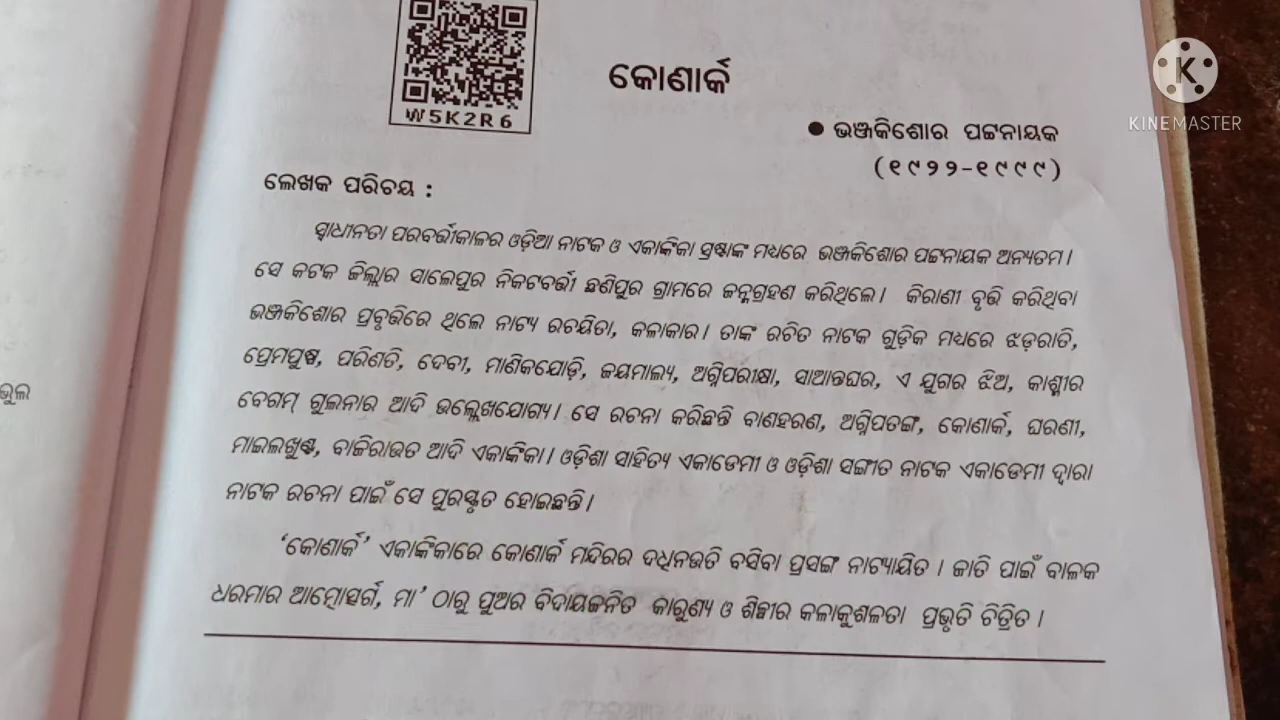 W5K2R6
କୋଣାର୍କ
KINEMASTER
● ଭଞ୍ଜକିଶୋର ପଟ୍ଟନାୟକ
(୧୯୨୨-୧୯୯୯)
ଲେଖକ ପରିଚୟ :
ସ୍ୱାଧୀନତା ପରବର୍ତ୍ତୀକାଳର ଓଡ଼ିଆ ନାଟକ ଓ ଏକାଙ୍କିକା ସ୍ରଷ୍ଟାଙ୍କ ମଧ୍ୟରେ ଭଞ୍ଜକିଶୋର ପଟ୍ଟନାୟକ ଅନ୍ୟତମ।
ସେ କଟକ ଜିଲ୍ଲାର ସାଲେପୁର ନିକଟବର୍ତ୍ତୀ ଛଣିପୁର ଗ୍ରାମରେ ଜନ୍ମଗ୍ରହଣ କରିଥିଲେ। କିରାଣୀ ବୃତ୍ତି କରିଥିବା
ଭଞ୍ଜକିଶୋର ପ୍ରବୃତ୍ତିରେ ଥିଲେ ନାଟ୍ୟ ରଚୟିତା, କଳାକାର। ତାଙ୍କ ରଚିତ ନାଟକ ଗୁଡ଼ିକ ମଧ୍ୟରେ ଝଡ଼ରାତି,
ପ୍ରେମପୁଷ୍ପ, ପରିଣତି, ଦେବୀ, ମାଣିକଯୋଡ଼ି, ଜୟମାଲ୍ୟ, ଅଗ୍ନିପରୀକ୍ଷା, ସାଆନ୍ତଘର, ଏ ଯୁଗର ଝିଅ, କାଶ୍ମୀର
ବେଗମ୍ ଗୁଲନାର ଆଦି ଉଲ୍ଲେଖଯୋଗ୍ୟ। ସେ ରଚନା କରିଛନ୍ତି ବାଣହରଣ, ଅଗ୍ନିପତଙ୍ଗ, କୋଣାର୍କ, ଘରଣୀ,
ମାଇଲଖୁଣ୍ଟ, ବାଜିରାଉତ ଆଦି ଏକାଙ୍କିକା। ଓଡ଼ିଶା ସାହିତ୍ୟ ଏକାଡେମୀ ଓ ଓଡ଼ିଶା ସଙ୍ଗୀତ ନାଟକ ଏକାଡେମୀ ଦ୍ୱାରା
ନାଟକ ରଚନା ପାଇଁ ସେ ପୁରସ୍କୃତ ହୋଇଛନ୍ତି।
‘କୋଣାର୍କ’ ଏକାଙ୍କିକାରେ କୋଣାର୍କ ମନ୍ଦିରର ଦଧିନଉତି ବସିବା ପ୍ରସଙ୍ଗ ନାଟ୍ୟାୟିତ। ଜାତି ପାଇଁ ବାଳକ
ଧରମାର ଆତ୍ମୋତ୍ସର୍ଗ, ମା’ ଠାରୁ ପୁଅର ବିଦାୟଜନିତ କାରୁଣ୍ୟ ଓ ଶିଳ୍ପୀର କଳାକୁଶଳତା ପ୍ରଭୃତି ଚିତ୍ରିତ।